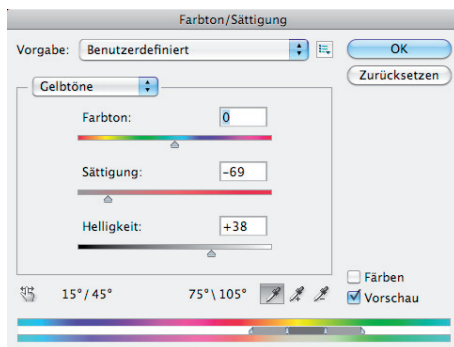 Farbton/Sättigung
Vorgabe: Benutzerdefiniert
OK
Zurücksetzen
Gelbtöne
Farbton: 0
Sättigung: -69
Helligkeit: +38
Färben
15°/45° 75°\105°
Vorschau